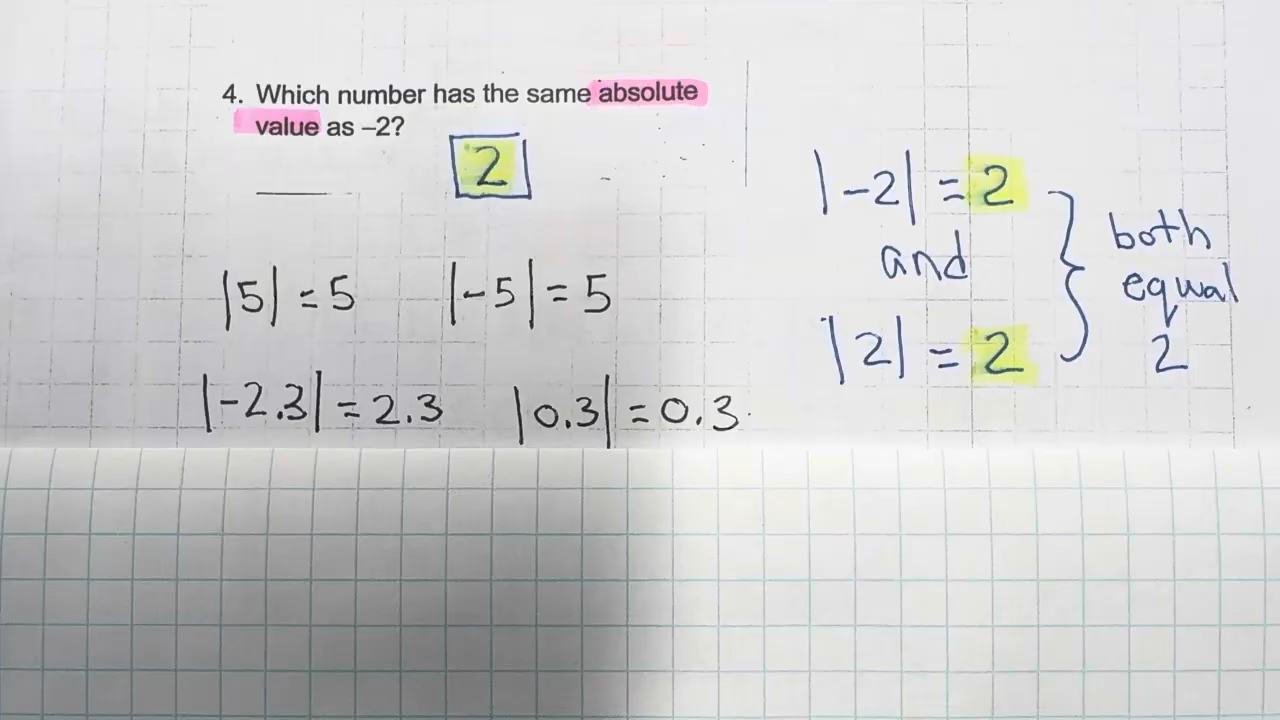 4. Which number has the same absolute
value as –2?
2
|5| = 5
|-5| = 5
|-2.3| = 2.3
|0.3| = 0.3
|-2| = 2
and
|2| = 2
both
equal
2